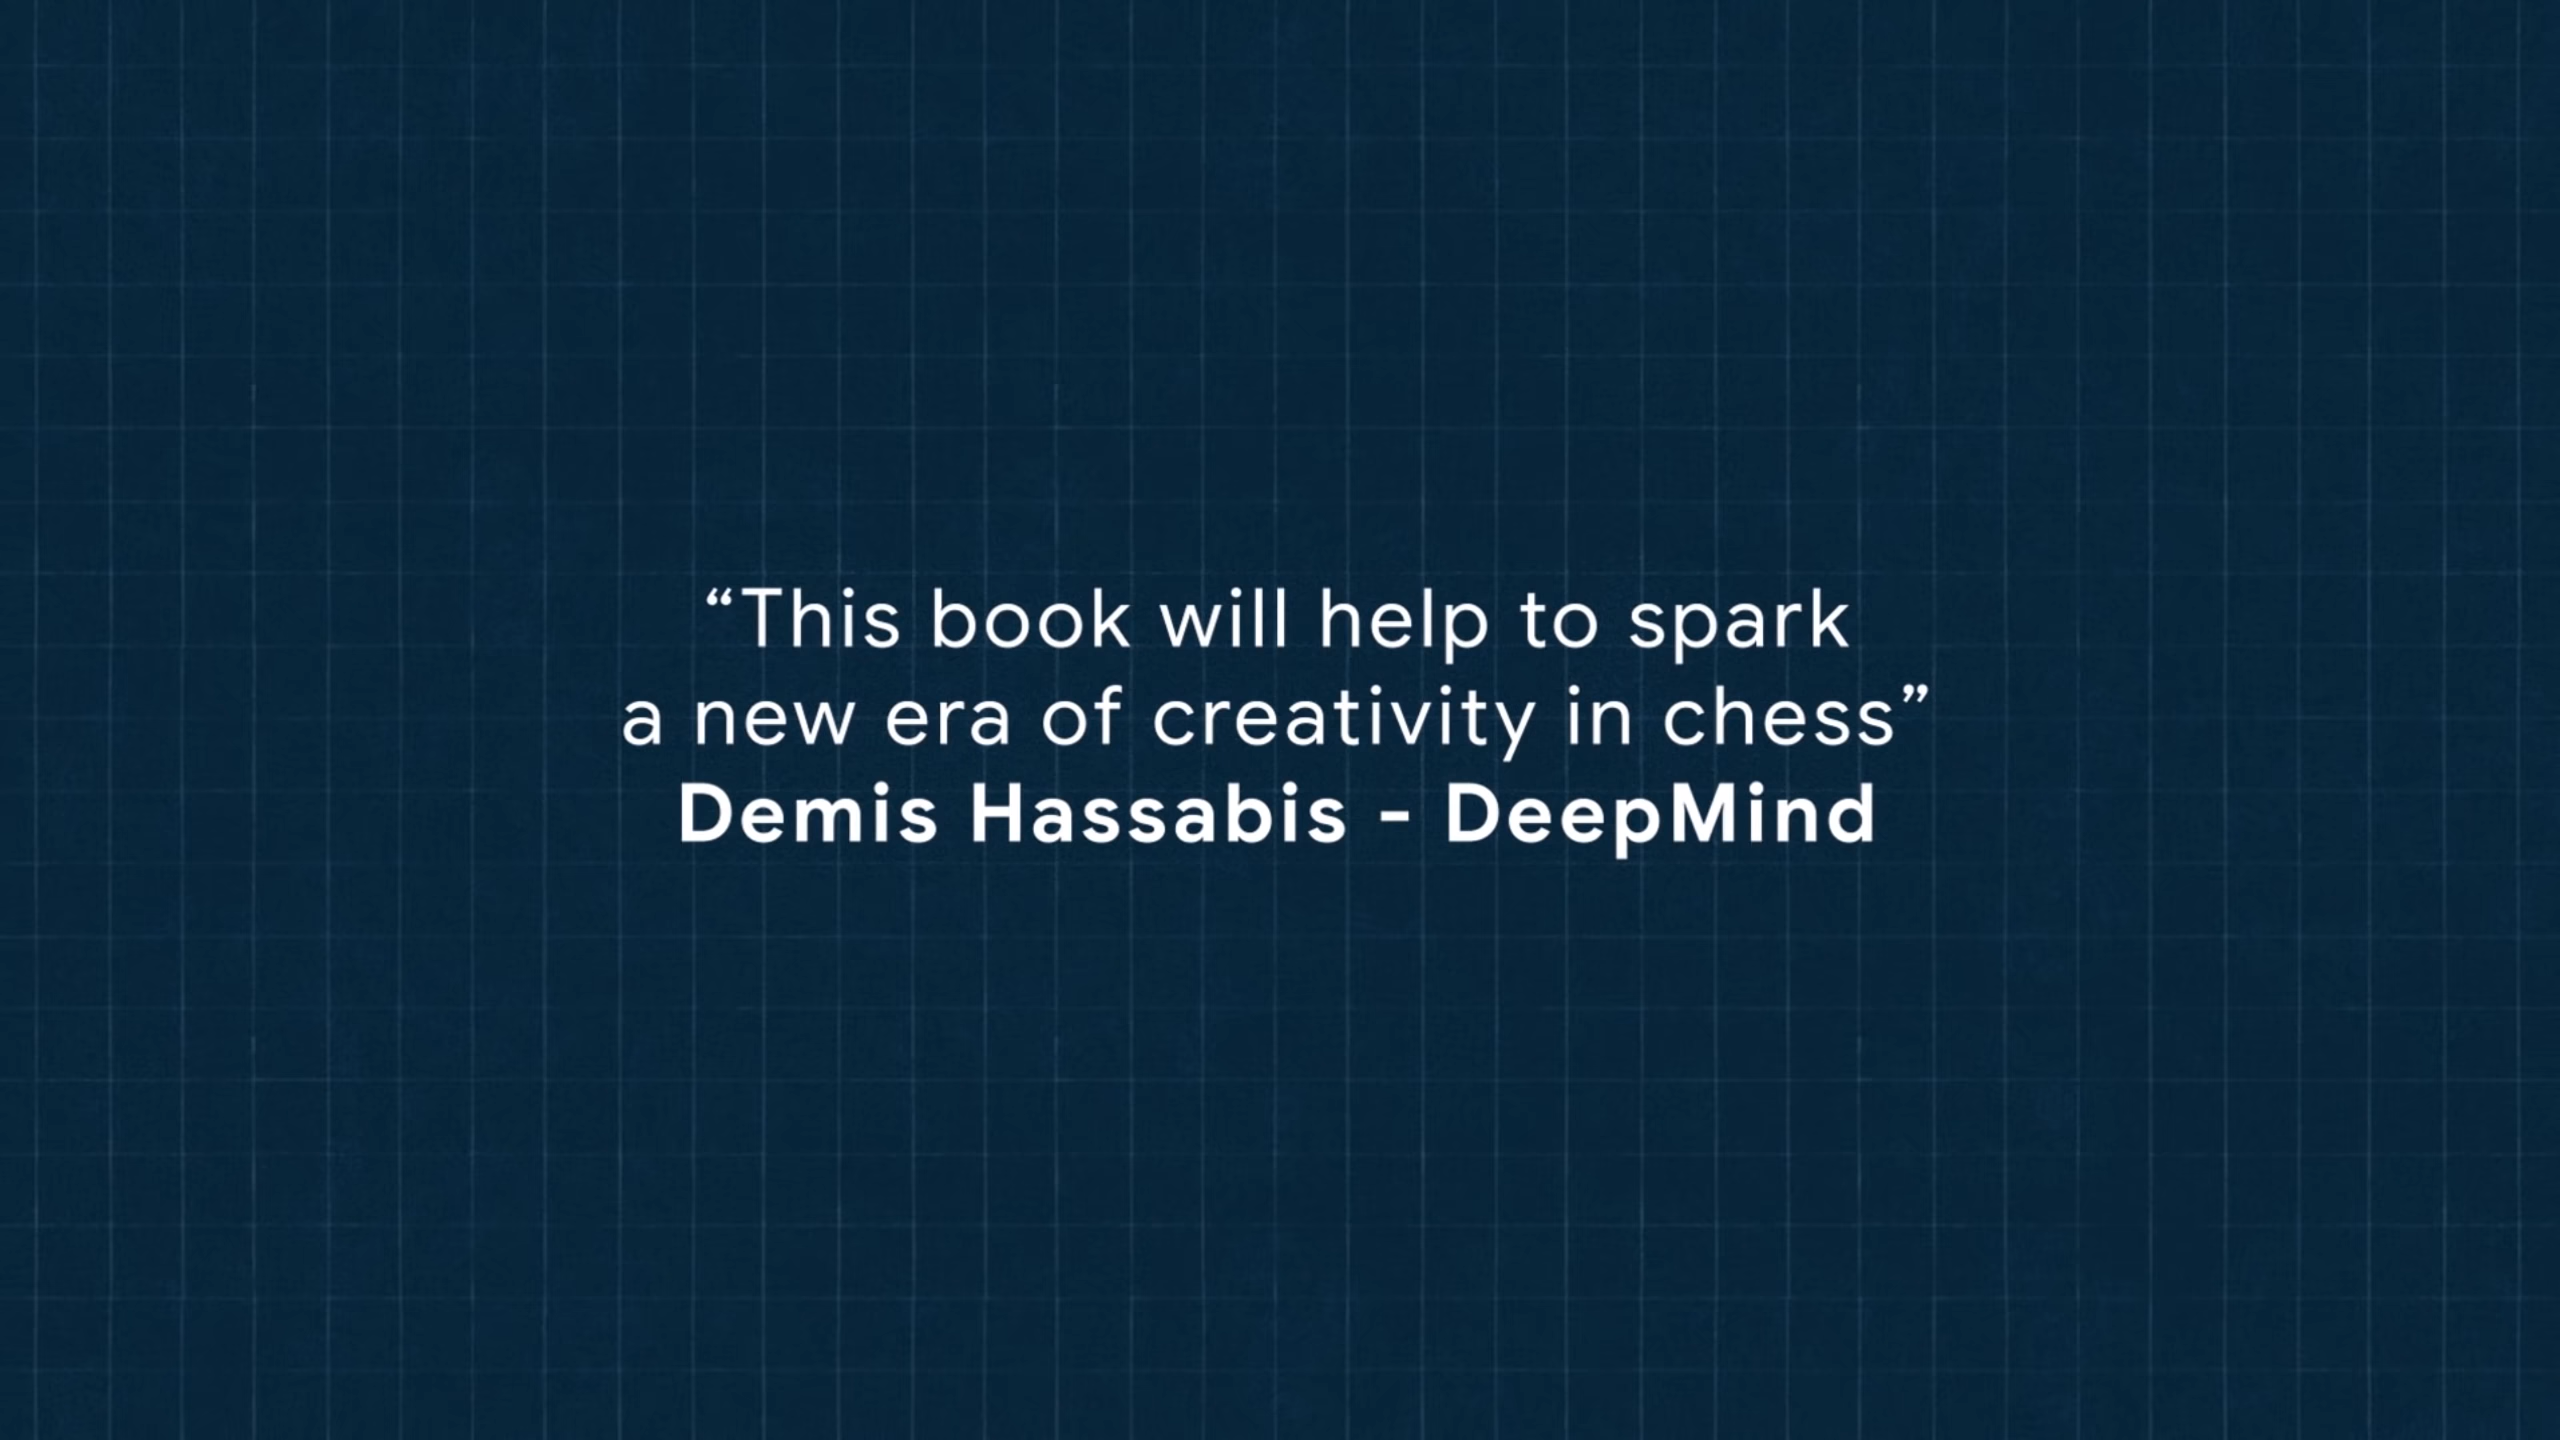 “This book will help to spark
a new era of creativity in chess”
Demis Hassabis - DeepMind